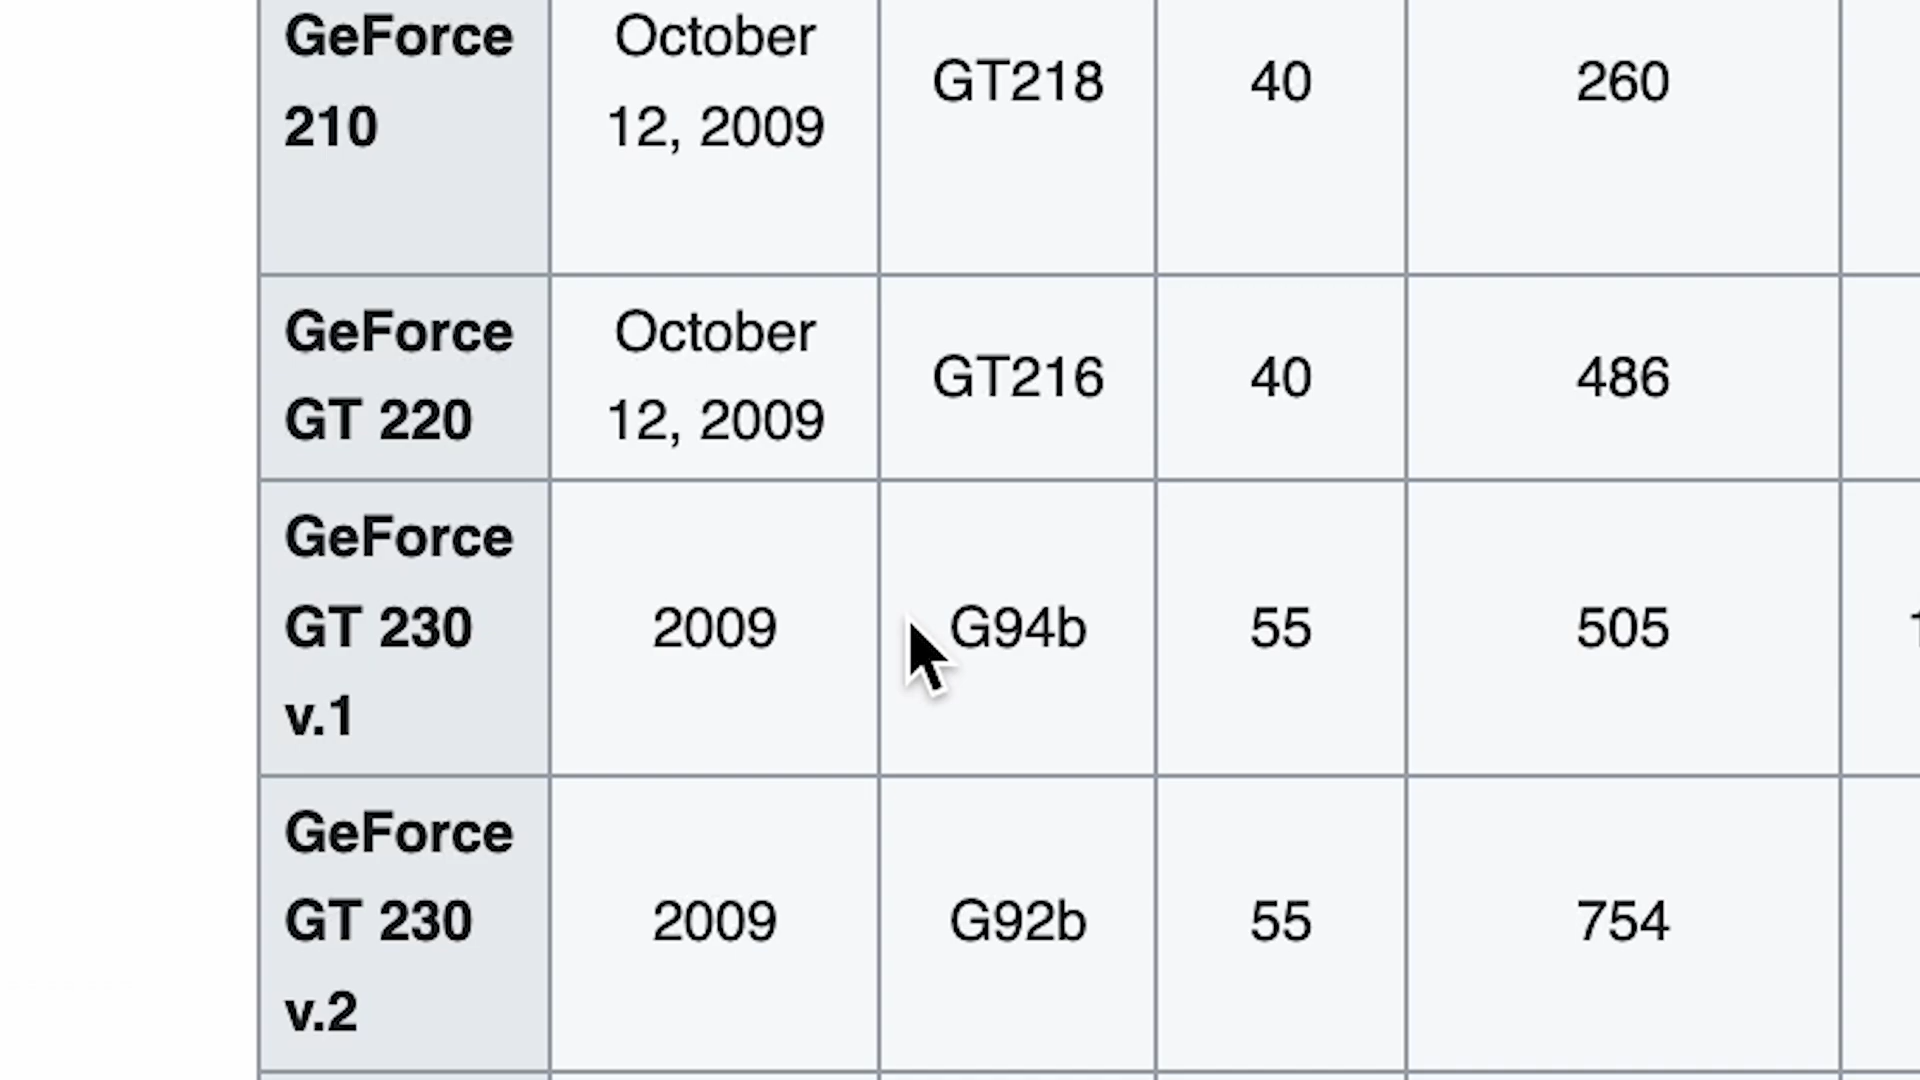 GeForce
210
October
12, 2009
GT218
40
260
GeForce
GT 220
October
12, 2009
GT216
40
486
GeForce
GT 230
v.1
2009
G94b
55
505
GeForce
GT 230
v.2
2009
G92b
55
754